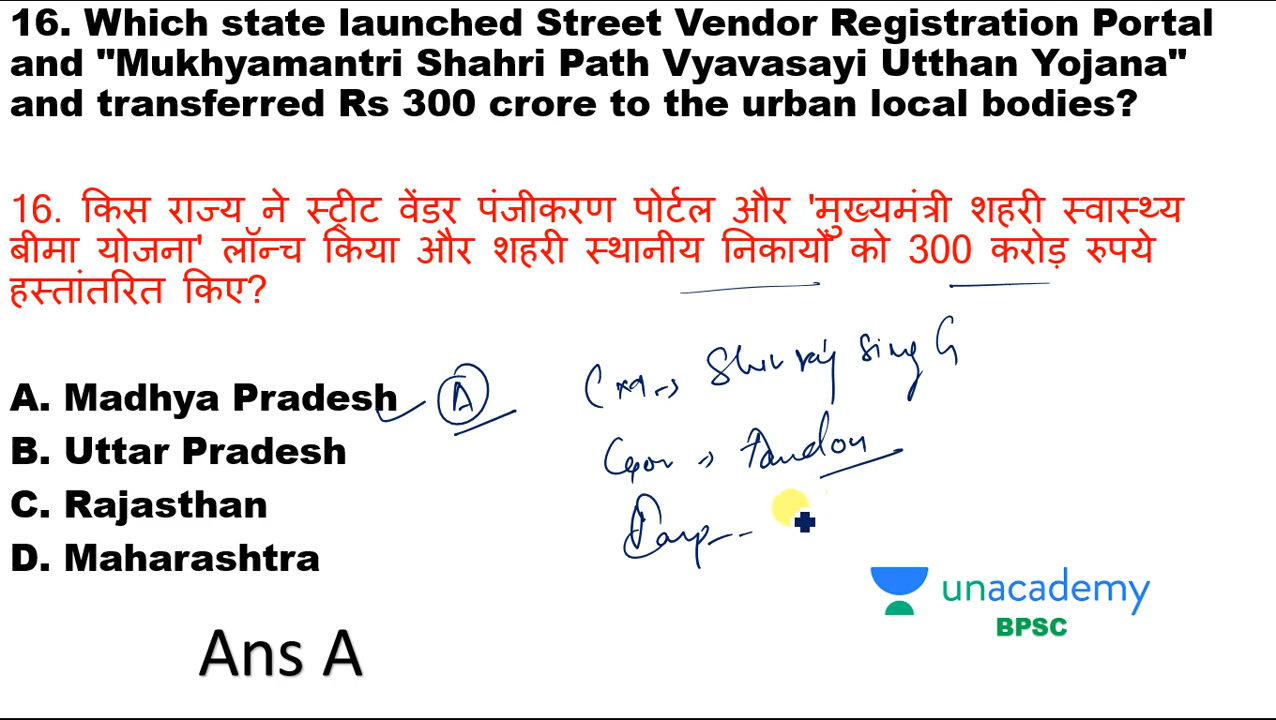 16. Which state launched Street Vendor Registration Portal
and "Mukhyamantri Shahri Path Vyavasayi Utthan Yojana"
and transferred Rs 300 crore to the urban local bodies?
16. किस राज्य ने स्ट्रीट वेंडर पंजीकरण पोर्टल और 'मुख्यमंत्री शहरी स्वास्थ्य
बीमा योजना' लॉन्च किया और शहरी स्थानीय निकायों को 300 करोड़ रुपये
हस्तांतरित किए?
A. Madhya Pradesh
A
B. Uttar Pradesh
C. Rajasthan
D. Maharashtra
Singh
Tandon
Ans A
unacademy
BPSC